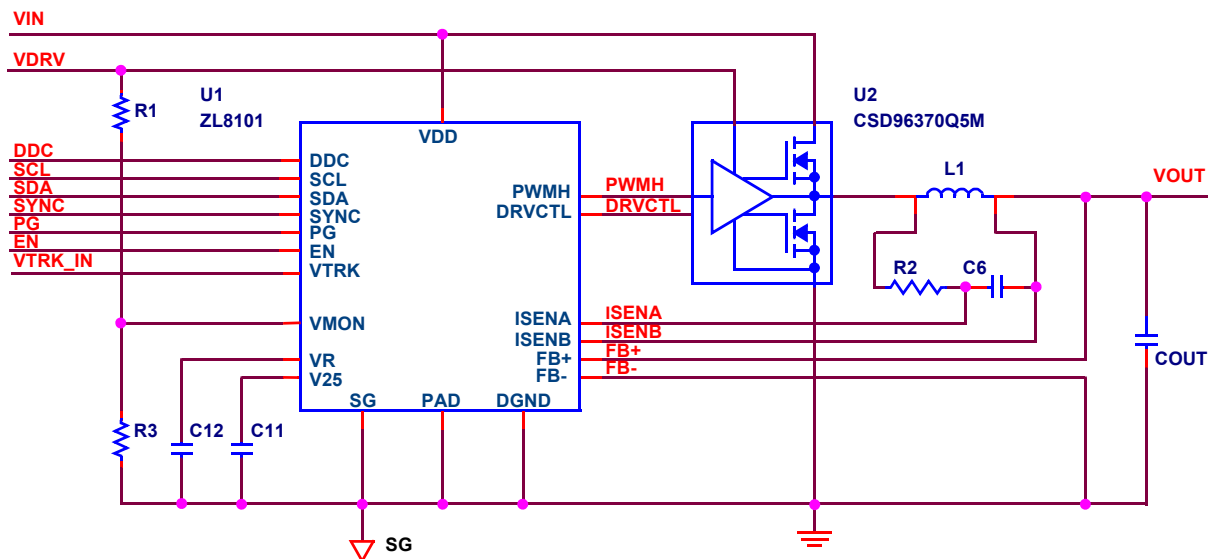 VIN
VDRV
U1
ZL8101
U2
CSD96370Q5M
R1
VDD
DDC
SCL
SDA
SYNC
PG
EN
VTRK_IN
DDC
SCL
SDA
SYNC
PG
EN
VTRK
VMON
VR
V25
PWMH
DRVCTL
PWMH
DRVCTL
L1
VOUT
R2
C6
ISENA
ISENB
FB+
FB-
ISENA
ISENB
FB+
FB-
COUT
SG
PAD
DGND
R3
C12
C11
SG